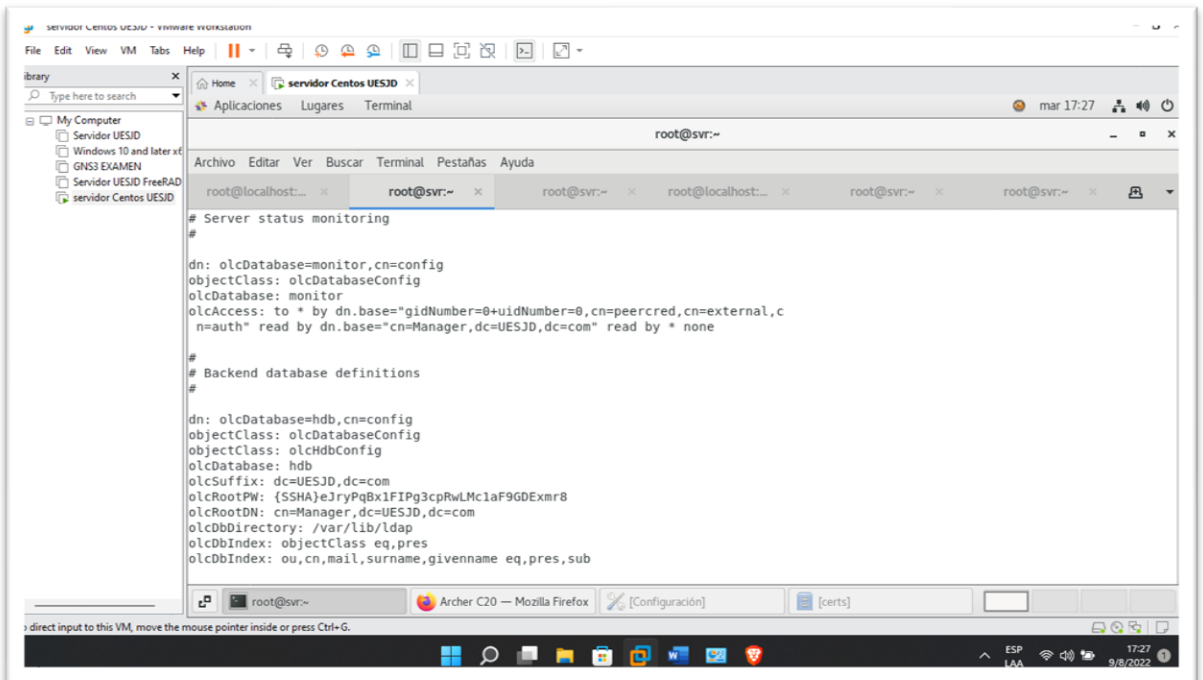 servidor Centos UESJD - VMware Workstation
File Edit View VM Tabs Help
ibrary
Type here to search
My Computer
Servidor UESJD
Windows 10 and later x6
GNS3 EXAMEN
Servidor UESJD FreeRAD
servidor Centos UESJD
Home
servidor Centos UESJD
Aplicaciones Lugares Terminal
mar 17:27
root@svr:~
Archivo Editar Ver Buscar Terminal Pestañas Ayuda
root@localhost:... root@svr:~ root@svr:~ root@localhost:... root@svr:~ root@svr:~
# Server status monitoring
#
dn: olcDatabase=monitor,cn=config
objectClass: olcDatabaseConfig
olcDatabase: monitor
olcAccess: to * by dn.base="gidNumber=0+uidNumber=0,cn=peercred,cn=external,c
n=auth" read by dn.base="cn=Manager,dc=UESJD,dc=com" read by * none
#
# Backend database definitions
#
dn: olcDatabase=hdb,cn=config
objectClass: olcDatabaseConfig
objectClass: olcHdbConfig
olcDatabase: hdb
olcSuffix: dc=UESJD,dc=com
olcRootPW: {SSHA}eJryPqBx1FIPg3cpRwLMc1aF9GDExmr8
olcRootDN: cn=Manager,dc=UESJD,dc=com
olcDbDirectory: /var/lib/ldap
olcDbIndex: objectClass eq,pres
olcDbIndex: ou,cn,mail,surname,givenname eq,pres,sub
root@svr:~ Archer C20 — Mozilla Firefox [Configuración] [certs]
direct input to this VM, move the mouse pointer inside or press Ctrl+G.
ESP
LAA
17:27
9/8/2022
1